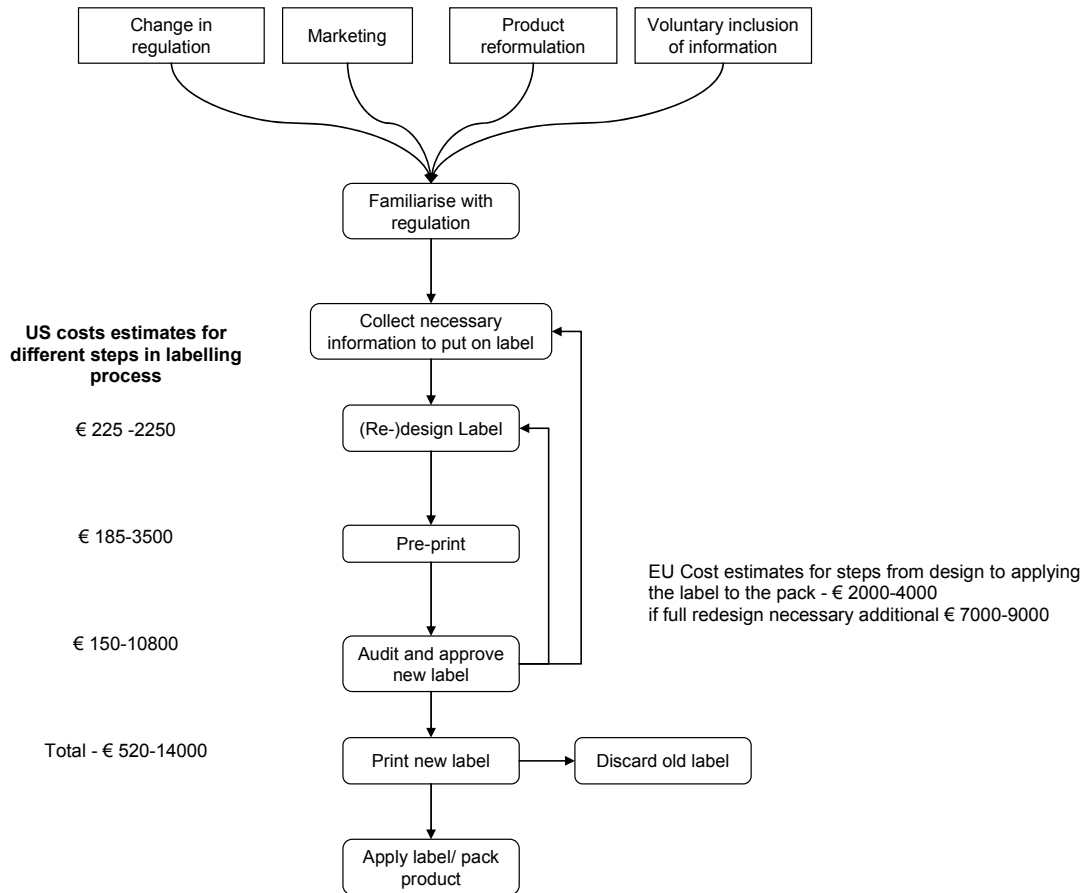 Change in
regulation
Marketing
Product
reformulation
Voluntary inclusion
of information
Familiarise with
regulation
Collect necessary
information to put on label
US costs estimates for
different steps in labelling
process
€ 225 -2250
(Re-)design Label
€ 185-3500
Pre-print
EU Cost estimates for steps from design to applying
the label to the pack - € 2000-4000
if full redesign necessary additional € 7000-9000
€ 150-10800
Audit and approve
new label
Total - € 520-14000
Print new label
Discard old label
Apply label/ pack
product